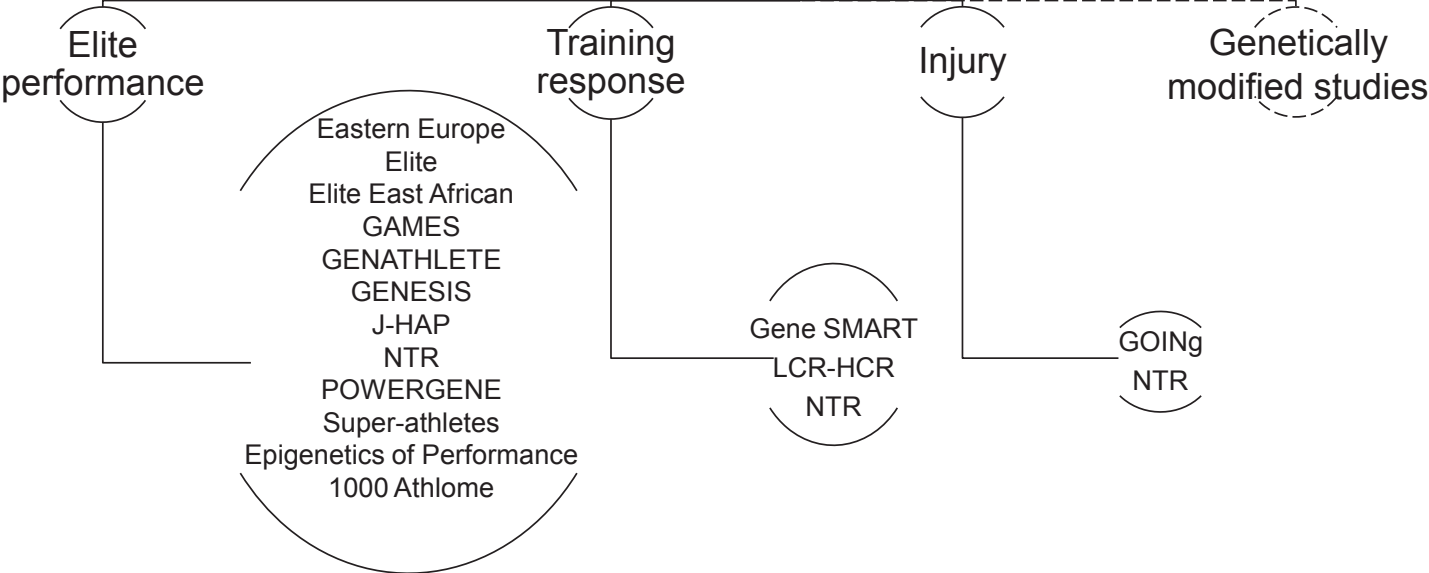 Elite
performance
Training
response
Injury
Genetically
modified studies
Eastern Europe
Elite
Elite East African
GAMES
GENATHLETE
GENESIS
J-HAP
NTR
POWERGENE
Super-athletes
Epigenetics of Performance
1000 Athlome
Gene SMART
LCR-HCR
NTR
GOINg
NTR